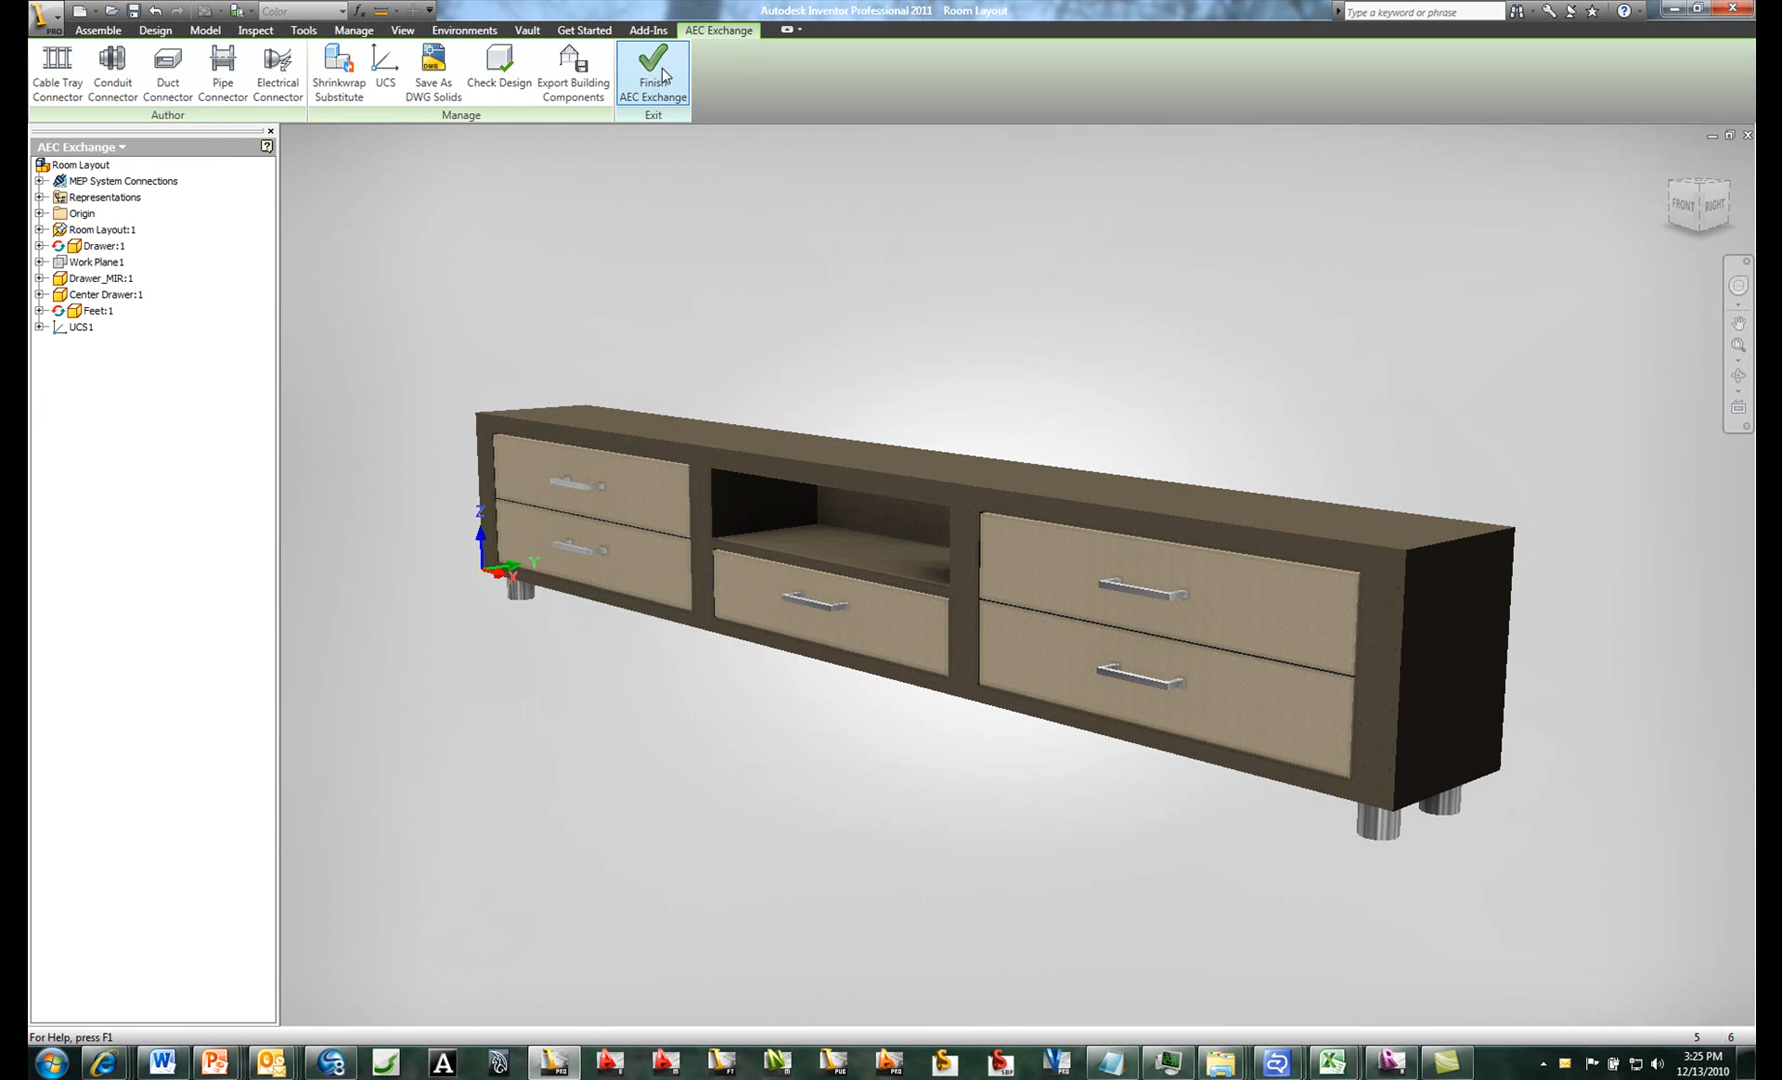 Color
Autodesk Inventor Professional 2011 Room Layout
Type a keyword or phrase
PRO
Assemble Design Model Inspect Tools Manage View Environments Vault Get Started Add-Ins AEC Exchange
Cable Tray Connector
Conduit Connector
Duct Connector
Pipe Connector
Electrical Connector
Shrinkwrap Substitute
UCS
Save As DWG Solids
Check Design
Export Building Components
Finish AEC Exchange
Author Manage Exit
AEC Exchange
Room Layout
MEP System Connections
Representations
Origin
Room Layout:1
Drawer:1
Work Plane1
Drawer_MIR:1
Center Drawer:1
Feet:1
UCS1
FRONT RIGHT
Z
Y
X
For Help, press F1
5 6
3:25 PM
12/13/2010